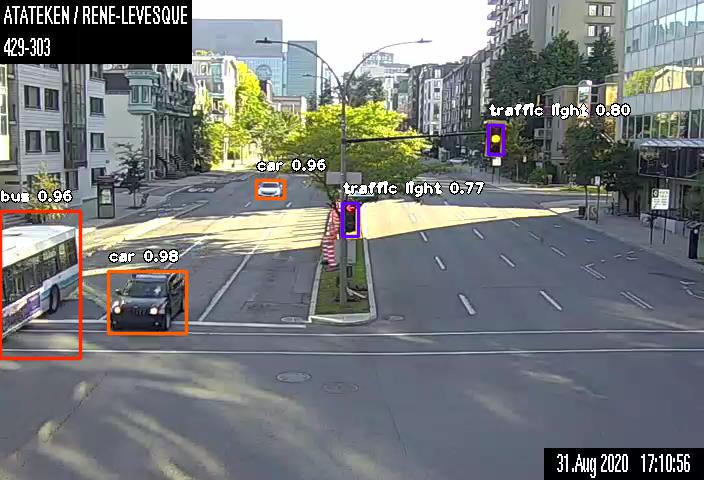 ATATEKEN / RENE-LEVESQUE
429-303
traffic light 0.80
car 0.96
traffic light 0.77
bus 0.96
car 0.98
31.Aug 2020 17:10:56